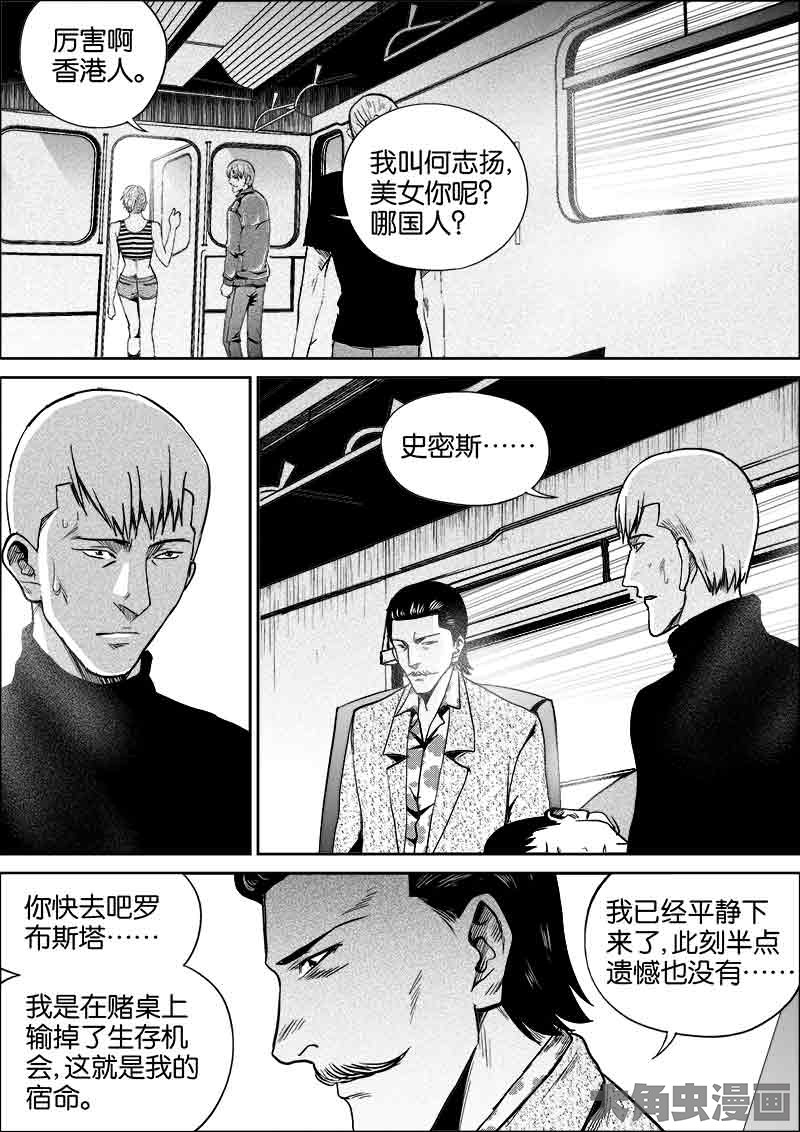 厉害啊
香港人。
我叫何志扬,
美女你呢?
哪国人?
史密斯……
你快去吧罗
布斯塔……
我是在赌桌上
输掉了生存机
会,这就是我的
宿命。
我已经平静下
来了,此刻半点
遗憾也没有……
大角虫漫画